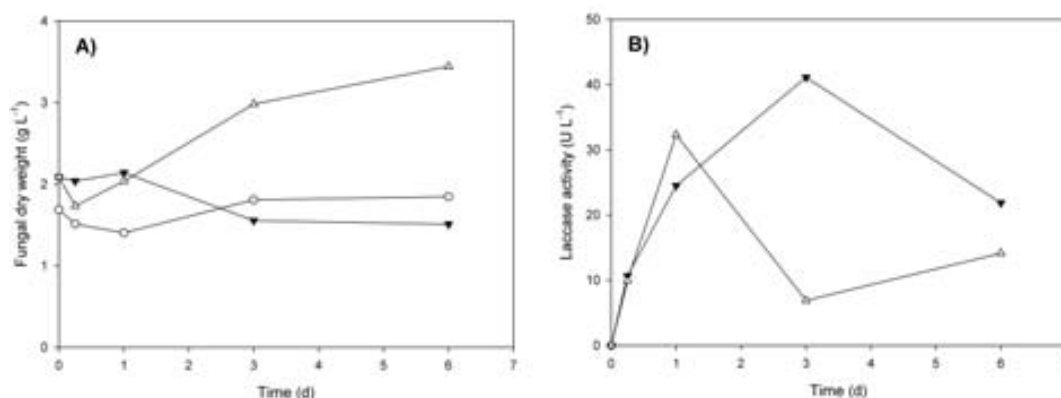 A)
Fungal dry weight (g L⁻¹)
4
3
2
1
0
0 1 2 3 4 5 6 7
Time (d)
B)
Laccase activity (U L⁻¹)
50
40
30
20
10
0
0 1 2 3 4 5 6
Time (d)